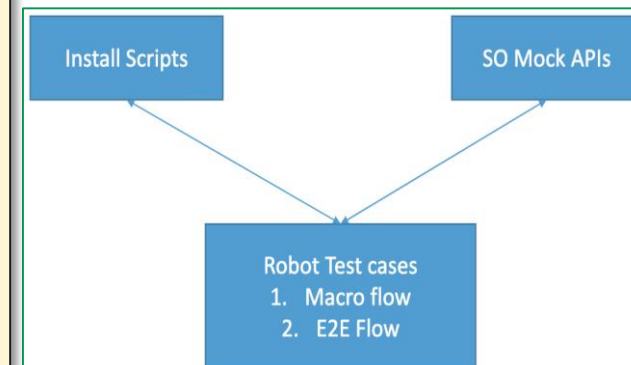 Install Scripts
SO Mock APIs
Robot Test cases
1. Macro flow
2. E2E Flow